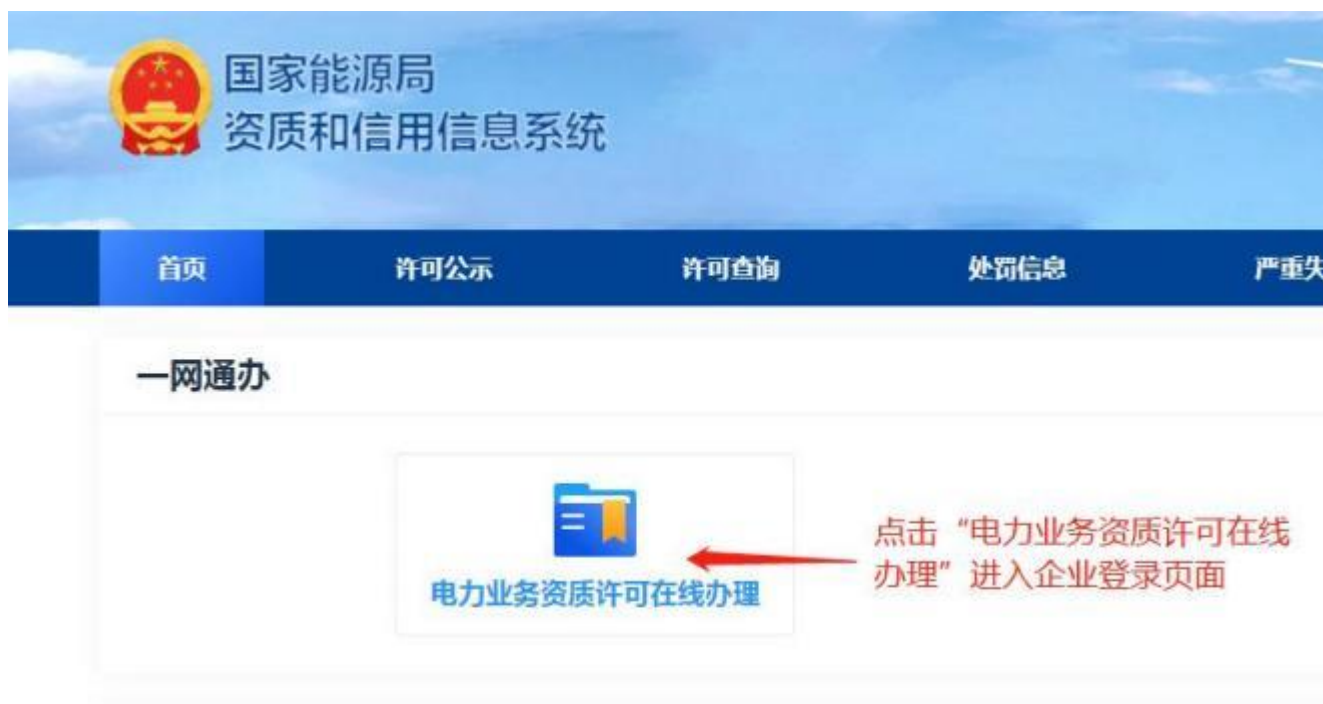 国家能源局
资质和信用信息系统
首页 许可公示 许可查询 处罚信息 严重失
一网通办
电力业务资质许可在线办理
点击“电力业务资质许可在线
办理”进入企业登录页面